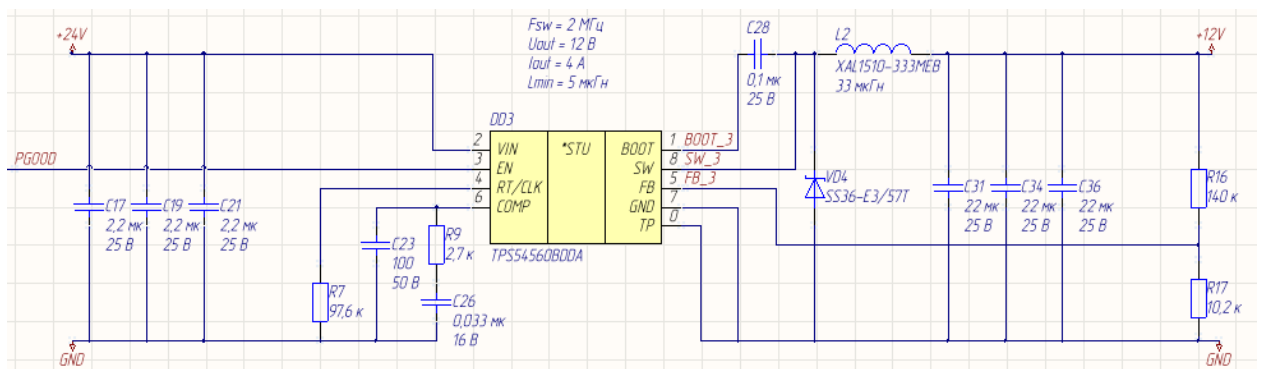 Fsw = 2 МГц
Uout = 12 В
Iout = 4 А
Lmin = 5 мкГн
+24V
C28
0,1 мк
25 В
L2
XAL1510-333MEB
33 мкГн
+12V
DD3
2 VIN
*STU
BOOT 1 BOOT_3
PGOOD
3 EN
SW 8 SW_3
4 RT/CLK
FB 5 FB_3
6 COMP
GND 7
TP 0
TPS54560BDDA
C17
2,2 мк
25 В
C19
2,2 мк
25 В
C21
2,2 мк
25 В
R7
97,6 к
C23
100
50 В
R9
2,7 к
C26
0,033 мк
16 В
VD4
SS36-E3/57T
C31
22 мк
25 В
C34
22 мк
25 В
C36
22 мк
25 В
R16
140 к
R17
10,2 к
GND
GND